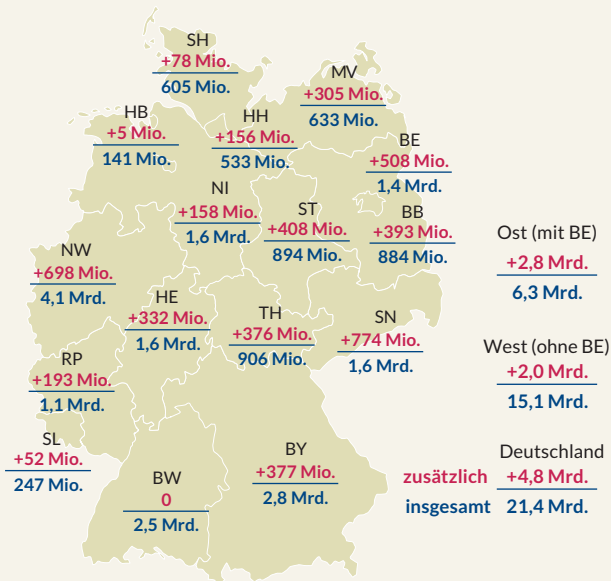 SH
+78 Mio.
605 Mio.
MV
+305 Mio.
633 Mio.
HB
+5 Mio.
141 Mio.
HH
+156 Mio.
533 Mio.
BE
+508 Mio.
1,4 Mrd.
NI
+158 Mio.
1,6 Mrd.
ST
+408 Mio.
894 Mio.
BB
+393 Mio.
884 Mio.
NW
+698 Mio.
4,1 Mrd.
HE
+332 Mio.
1,6 Mrd.
TH
+376 Mio.
906 Mio.
SN
+774 Mio.
1,6 Mrd.
RP
+193 Mio.
1,1 Mrd.
SL
+52 Mio.
247 Mio.
BW
0
2,5 Mrd.
BY
+377 Mio.
2,8 Mrd.
Ost (mit BE)
+2,8 Mrd.
6,3 Mrd.
West (ohne BE)
+2,0 Mrd.
15,1 Mrd.
Deutschland
zusätzlich +4,8 Mrd.
insgesamt 21,4 Mrd.